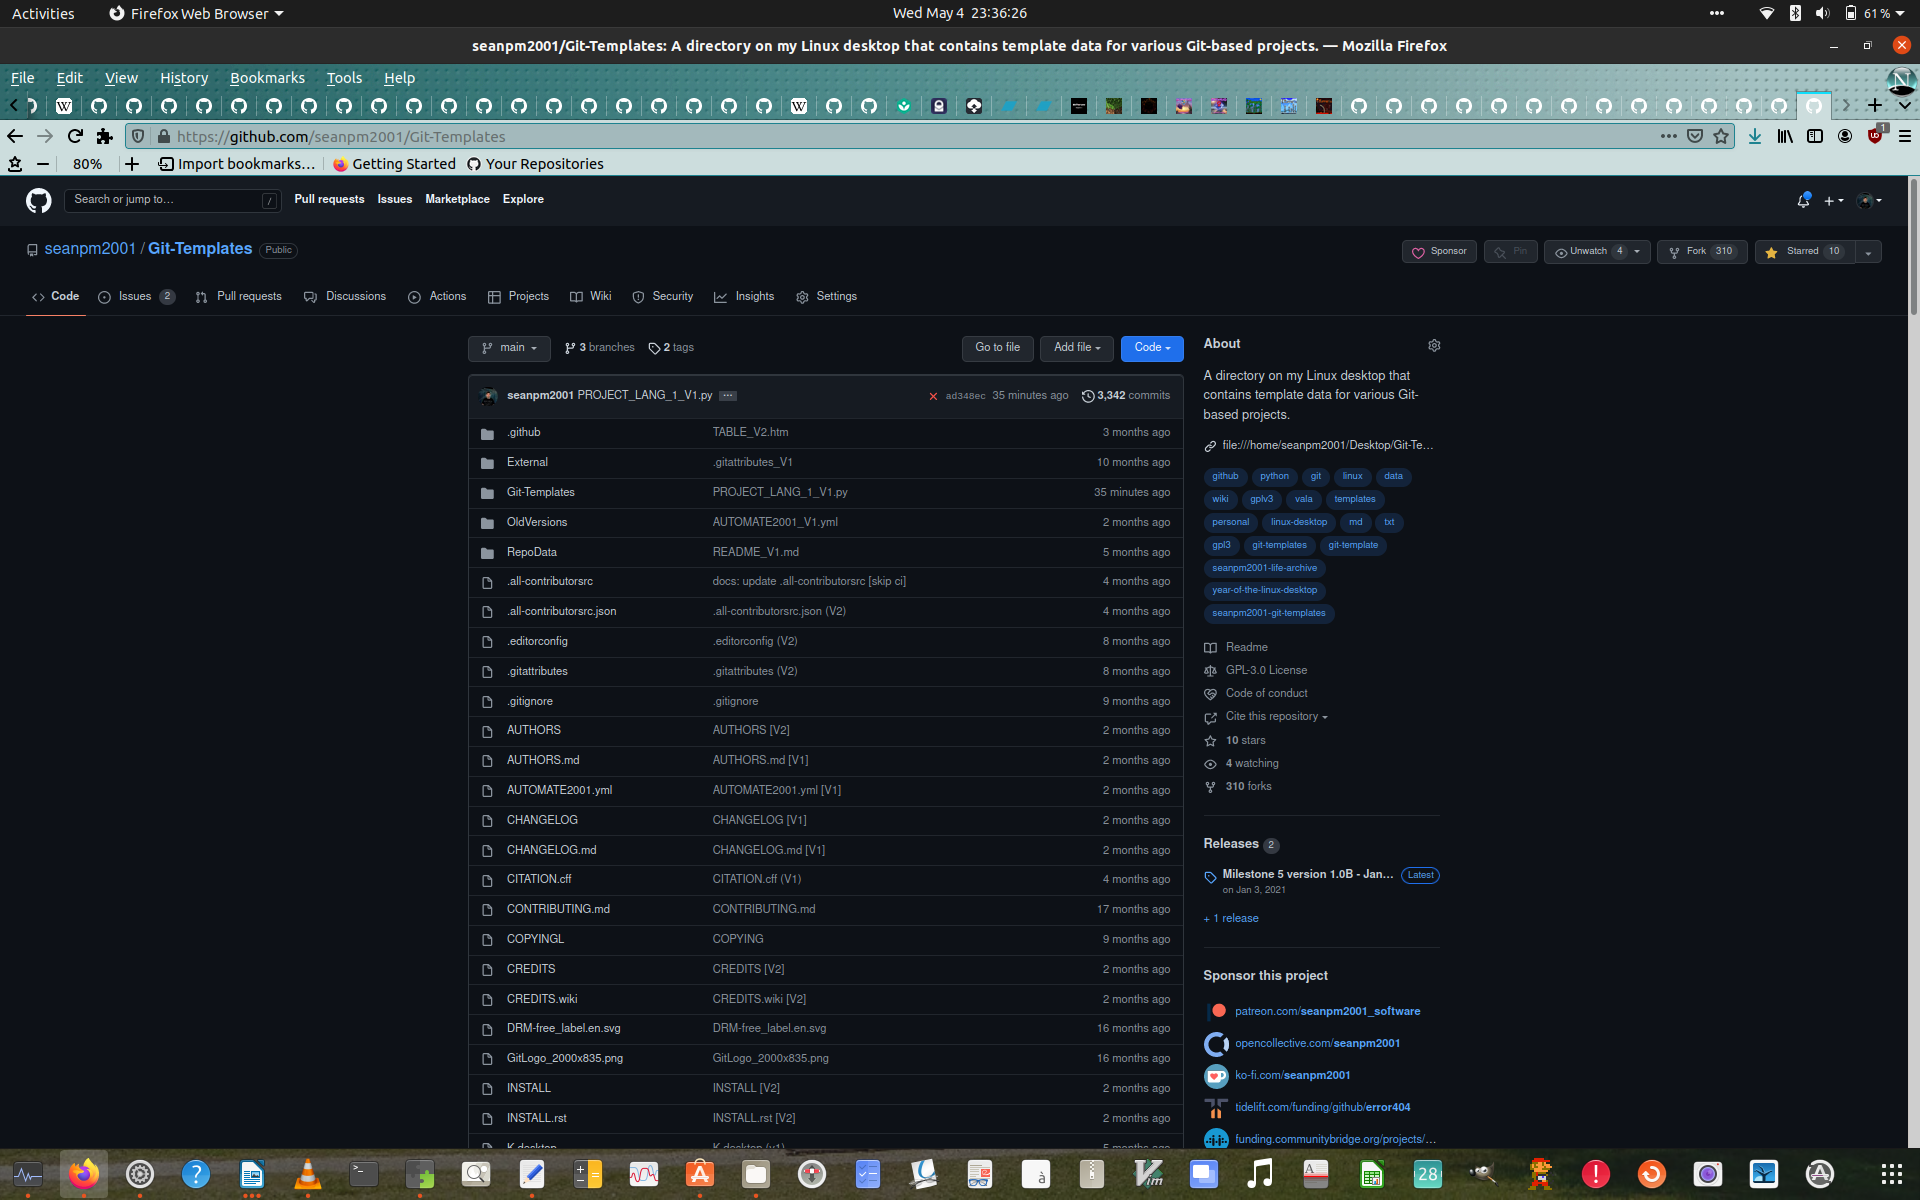 Activities
Firefox Web Browser
Wed May 4 23:36:26
61 %
seanpm2001/Git-Templates: A directory on my Linux desktop that contains template data for various Git-based projects. — Mozilla Firefox
File Edit View History Bookmarks Tools Help
https://github.com/seanpm2001/Git-Templates
1
80%
Import bookmarks…
Getting Started
Your Repositories
Search or jump to…
/
Pull requests Issues Marketplace Explore
seanpm2001 / Git-Templates Public
Sponsor
Pin
Unwatch 4
Fork 310
Starred 10
Code
Issues 2
Pull requests
Discussions
Actions
Projects
Wiki
Security
Insights
Settings
main
3 branches
2 tags
Go to file
Add file
Code
seanpm2001 PROJECT_LANG_1_V1.py ... ad348ec 35 minutes ago 3,342 commits
.github TABLE_V2.htm 3 months ago
External .gitattributes_V1 10 months ago
Git-Templates PROJECT_LANG_1_V1.py 35 minutes ago
OldVersions AUTOMATE2001_V1.yml 2 months ago
RepoData README_V1.md 5 months ago
.all-contributorsrc docs: update .all-contributorsrc [skip ci] 4 months ago
.all-contributorsrc.json .all-contributorsrc.json (V2) 4 months ago
.editorconfig .editorconfig (V2) 8 months ago
.gitattributes .gitattributes (V2) 8 months ago
.gitignore .gitignore 9 months ago
AUTHORS AUTHORS [V2] 2 months ago
AUTHORS.md AUTHORS.md [V1] 2 months ago
AUTOMATE2001.yml AUTOMATE2001.yml [V1] 2 months ago
CHANGELOG CHANGELOG [V1] 2 months ago
CHANGELOG.md CHANGELOG.md [V1] 2 months ago
CITATION.cff CITATION.cff (V1) 4 months ago
CONTRIBUTING.md CONTRIBUTING.md 17 months ago
COPYINGL COPYING 9 months ago
CREDITS CREDITS [V2] 2 months ago
CREDITS.wiki CREDITS.wiki [V2] 2 months ago
DRM-free_label.en.svg DRM-free_label.en.svg 16 months ago
GitLogo_2000x835.png GitLogo_2000x835.png 16 months ago
INSTALL INSTALL [V2] 2 months ago
INSTALL.rst INSTALL.rst [V2] 2 months ago
K.desktop K.desktop (v1) 5 months ago
About
A directory on my Linux desktop that
contains template data for various Git-
based projects.
file:///home/seanpm2001/Desktop/Git-Te…
github python git linux data
wiki gplv3 vala templates
personal linux-desktop md txt
gpl3 git-templates git-template
seanpm2001-life-archive
year-of-the-linux-desktop
seanpm2001-git-templates
Readme
GPL-3.0 License
Code of conduct
Cite this repository
10 stars
4 watching
310 forks
Releases 2
Milestone 5 version 1.0B - Jan… Latest
on Jan 3, 2021
+ 1 release
Sponsor this project
patreon.com/seanpm2001_software
opencollective.com/seanpm2001
ko-fi.com/seanpm2001
tidelift.com/funding/github/error404
funding.communitybridge.org/projects/…
28